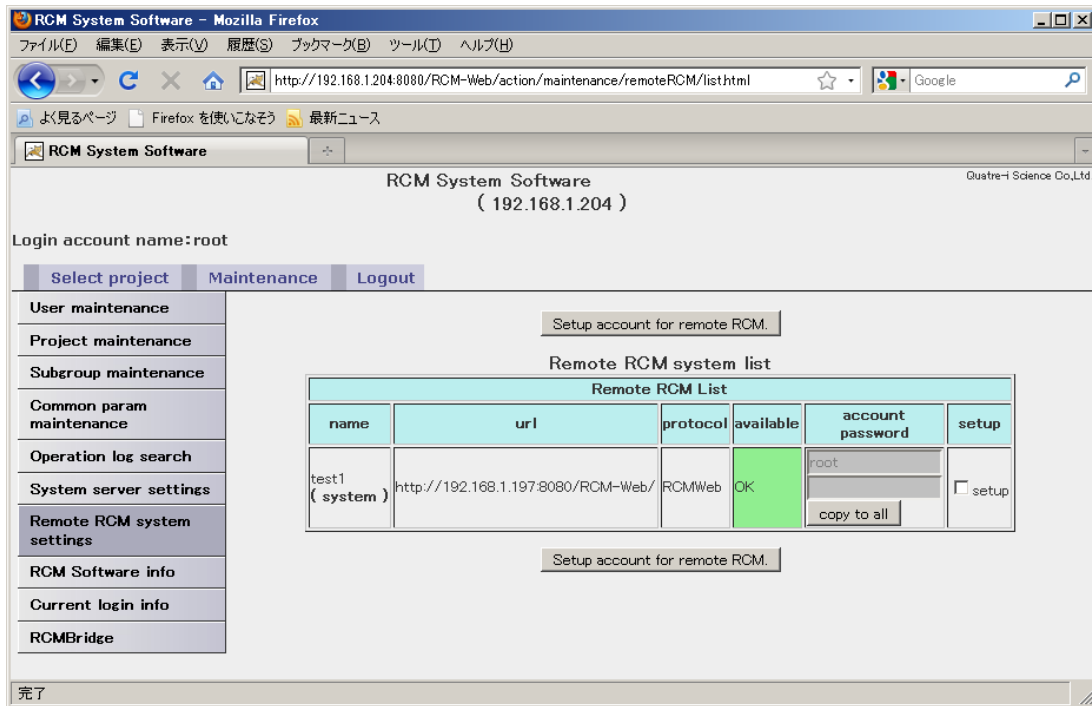 RCM System Software - Mozilla Firefox
ファイル(F) 編集(E) 表示(V) 履歴(S) ブックマーク(B) ツール(T) ヘルプ(H)
http://192.168.1.204:8080/RCM-Web/action/maintenance/remoteRCM/list.html
Google
よく見るページ Firefox を使いこなそう 最新ニュース
RCM System Software
RCM System Software
Quatre-i Science Co,Ltd
( 192.168.1.204 )
Login account name:root
Select project Maintenance Logout
User maintenance
Project maintenance
Subgroup maintenance
Common param
maintenance
Operation log search
System server settings
Remote RCM system
settings
RCM Software info
Current login info
RCMBridge
Setup account for remote RCM.
Remote RCM system list
Remote RCM List
name url protocol available account password setup
test1
( system )
http://192.168.1.197:8080/RCM-Web/
RCMWeb
OK
root
copy to all
setup
Setup account for remote RCM.
完了